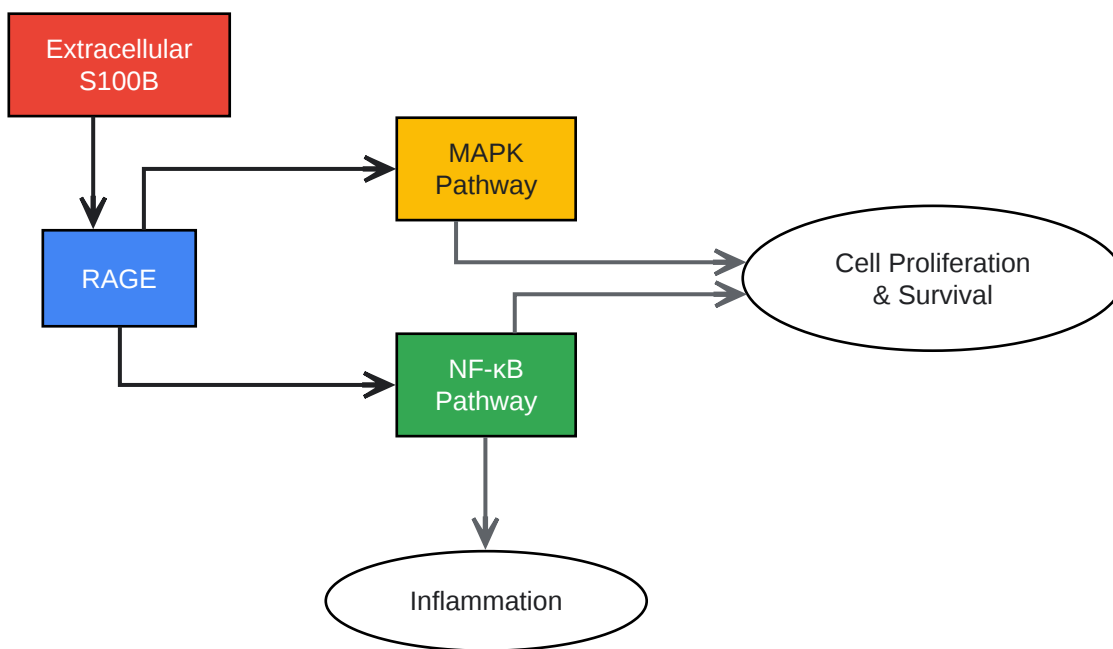 Extracellular
S100B
MAPK
Pathway
RAGE
Cell Proliferation
& Survival
NF-κB
Pathway
Inflammation